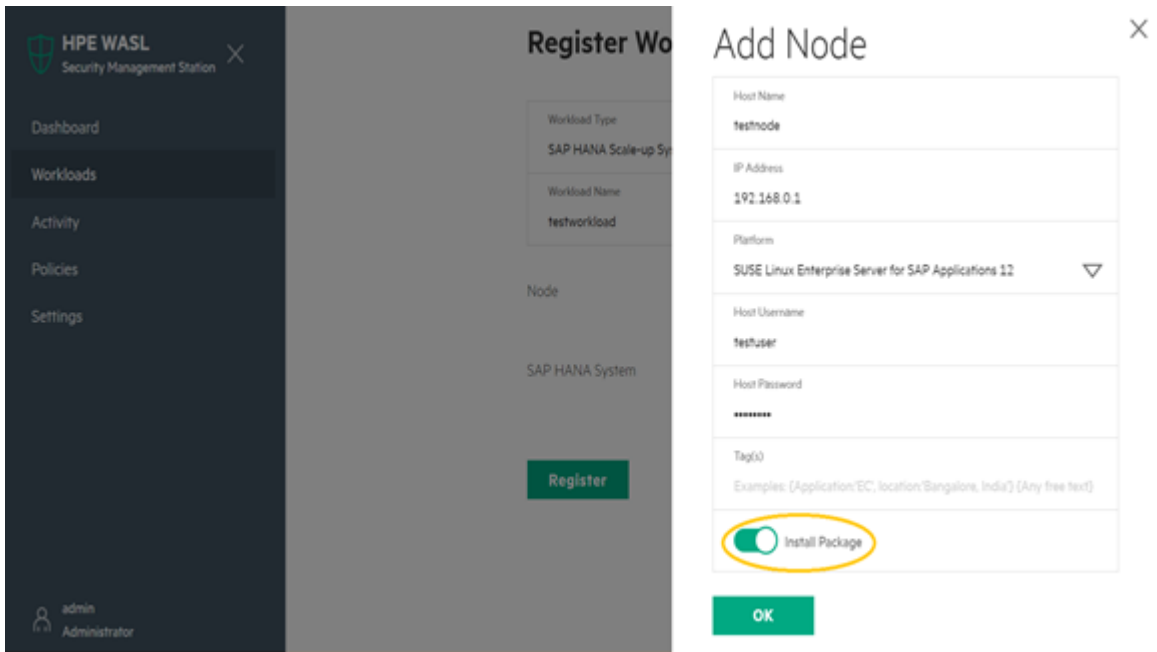 HPE WASL
Security Management Station
Dashboard
Workloads
Activity
Policies
Settings
admin
Administrator
Register Wo
Workload Type
SAP HANA Scale-up Sy
Workload Name
testworkload
Node
SAP HANA System
Register
Add Node
Host Name
testnode
IP Address
192.168.0.1
Platform
SUSE Linux Enterprise Server for SAP Applications 12
Host Username
testuser
Host Password
••••••••
Tag(s)
Examples: {Application:'EC', location:'Bangalore, India'} {Any free text}
Install Package
OK